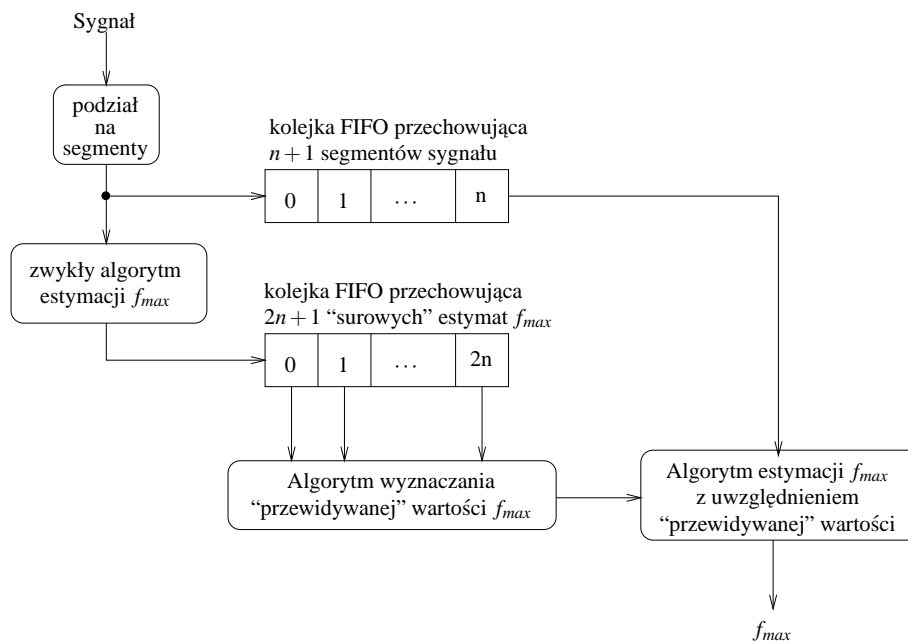 Sygnał
podział
na
segmenty
kolejka FIFO przechowująca
n + 1 segmentów sygnału
0 1 ... n
zwykły algorytm
estymacji fmax
kolejka FIFO przechowująca
2n + 1 “surowych” estymat fmax
0 1 ... 2n
Algorytm wyznaczania
“przewidywanej” wartości fmax
Algorytm estymacji fmax
z uwzględnieniem
“przewidywanej” wartości
fmax